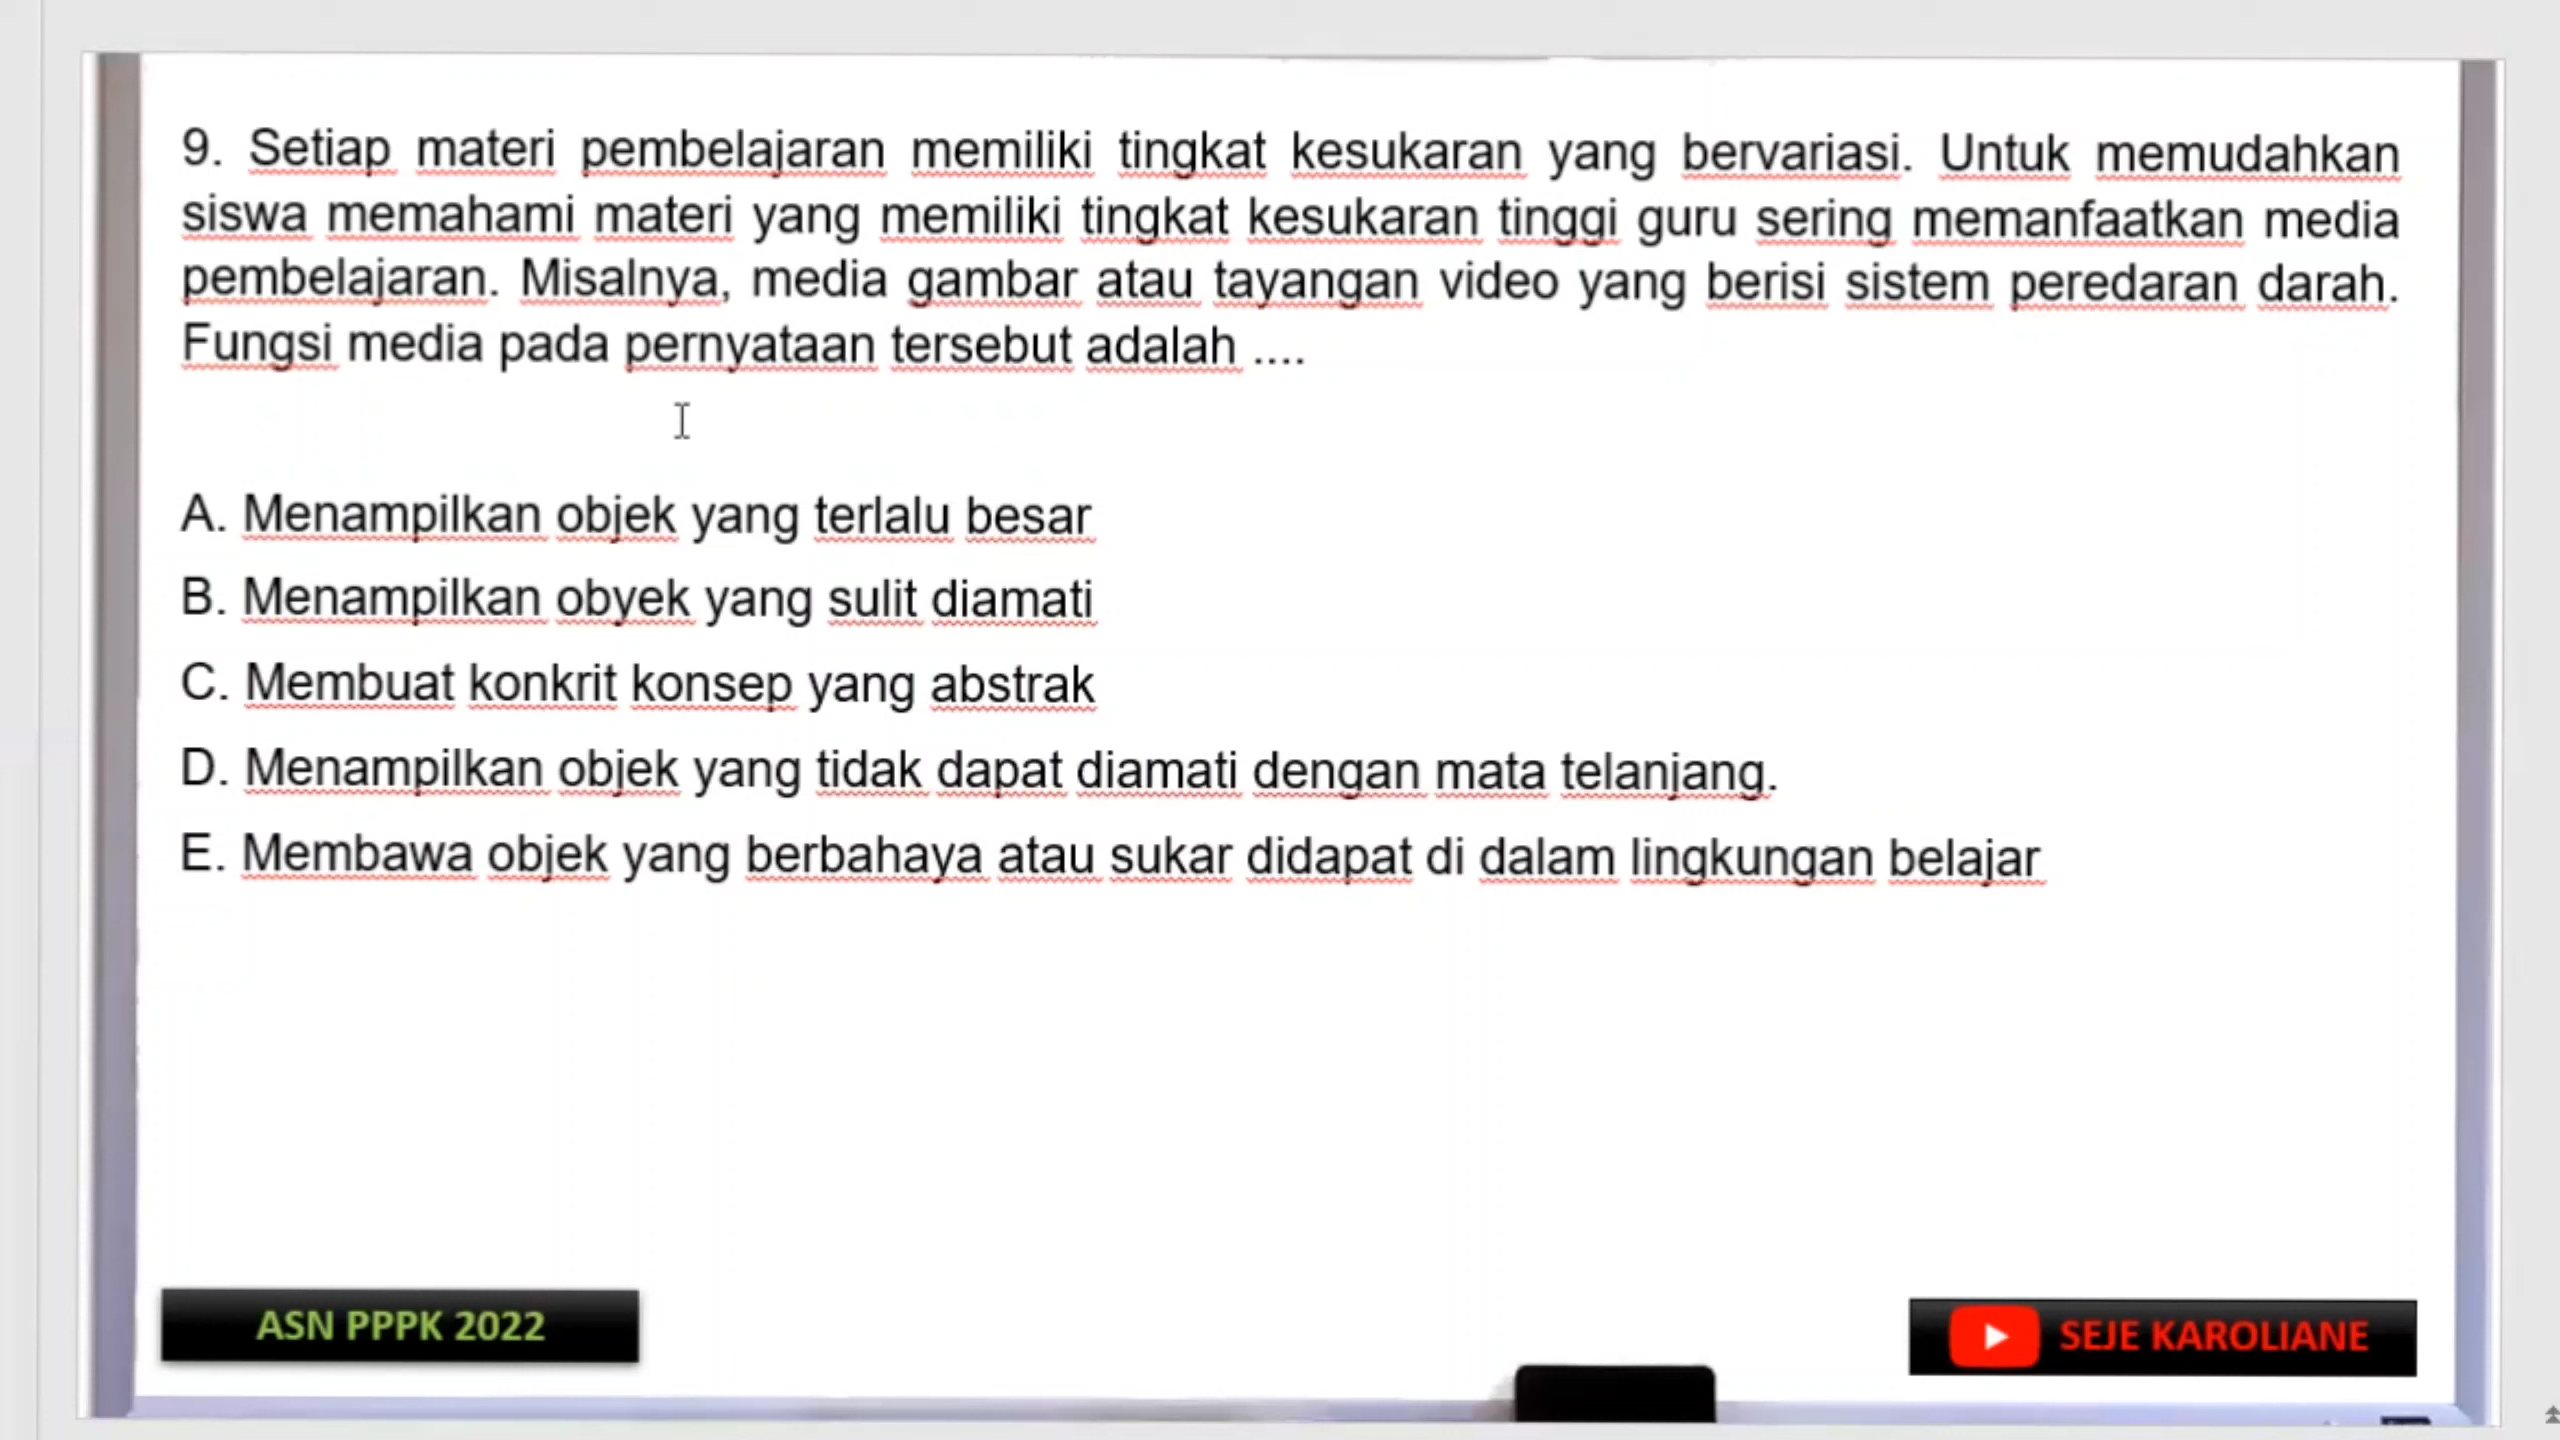 9. Setiap materi pembelajaran memiliki tingkat kesukaran yang bervariasi. Untuk memudahkan
siswa memahami materi yang memiliki tingkat kesukaran tinggi guru sering memanfaatkan media
pembelajaran. Misalnya, media gambar atau tayangan video yang berisi sistem peredaran darah.
Fungsi media pada pernyataan tersebut adalah ....
A. Menampilkan objek yang terlalu besar
B. Menampilkan obyek yang sulit diamati
C. Membuat konkrit konsep yang abstrak
D. Menampilkan objek yang tidak dapat diamati dengan mata telanjang.
E. Membawa objek yang berbahaya atau sukar didapat di dalam lingkungan belajar
ASN PPPK 2022
SEJE KAROLIANE